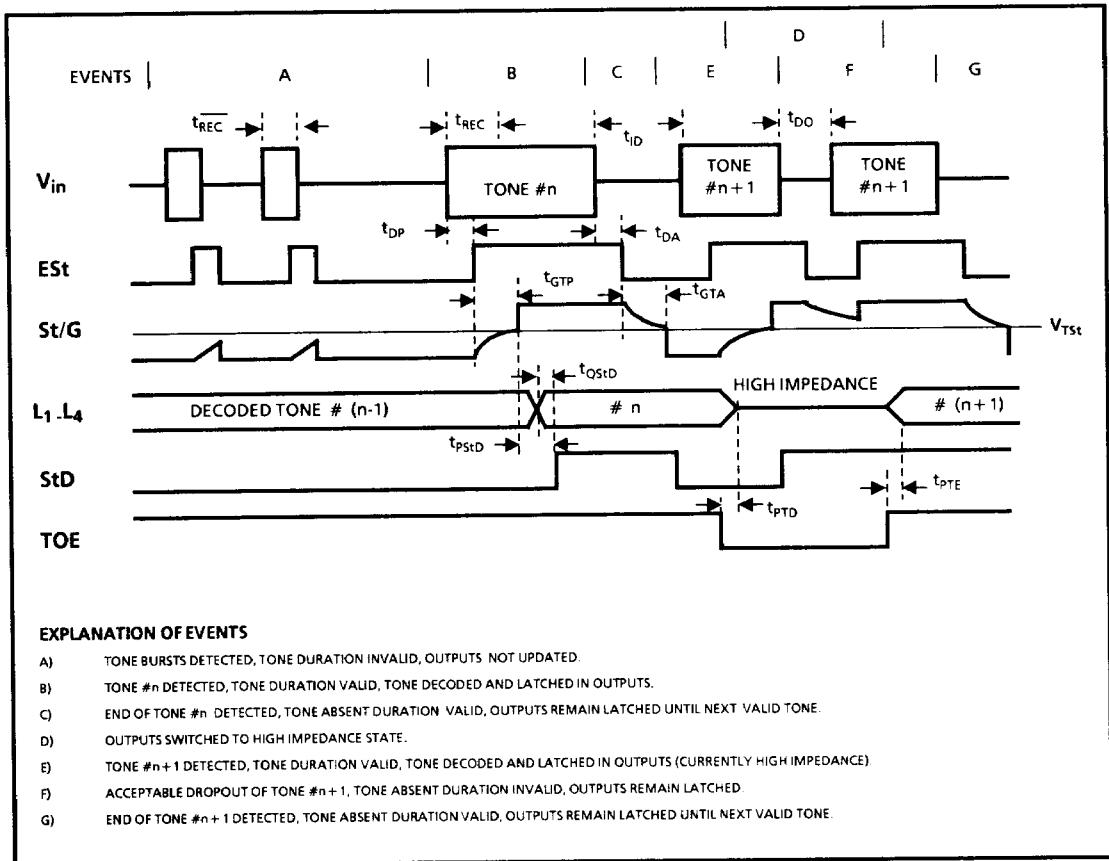 D
EVENTS A B C E F G
tREC tREC tID tDO
Vin TONE #n TONE #n+1 TONE #n+1
tDP tDA
ESt
tGTP tGTA
St/G VTSt
tQStD HIGH IMPEDANCE
L1-L4 DECODED TONE # (n-1) # n # (n+1)
tPStD
StD
tPTE
tPTD
TOE
EXPLANATION OF EVENTS
A) TONE BURSTS DETECTED, TONE DURATION INVALID, OUTPUTS NOT UPDATED.
B) TONE #n DETECTED, TONE DURATION VALID, TONE DECODED AND LATCHED IN OUTPUTS.
C) END OF TONE #n DETECTED, TONE ABSENT DURATION VALID, OUTPUTS REMAIN LATCHED UNTIL NEXT VALID TONE.
D) OUTPUTS SWITCHED TO HIGH IMPEDANCE STATE.
E) TONE #n+1 DETECTED, TONE DURATION VALID, TONE DECODED AND LATCHED IN OUTPUTS (CURRENTLY HIGH IMPEDANCE)
F) ACCEPTABLE DROPOUT OF TONE #n+1, TONE ABSENT DURATION INVALID, OUTPUTS REMAIN LATCHED.
G) END OF TONE #n+1 DETECTED, TONE ABSENT DURATION VALID, OUTPUTS REMAIN LATCHED UNTIL NEXT VALID TONE.